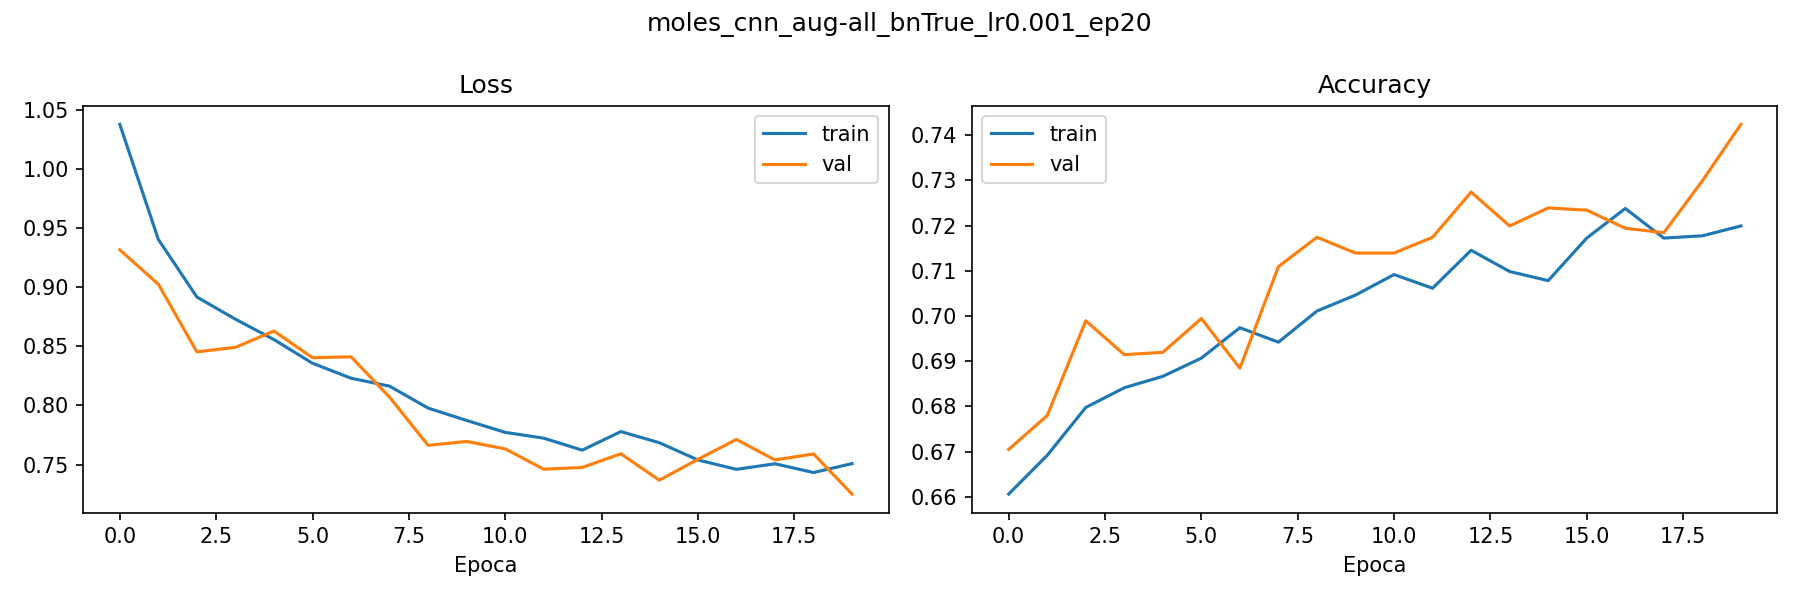 moles_cnn_aug-all_bnTrue_lr0.001_ep20
Loss
1.05
1.00
0.95
0.90
0.85
0.80
0.75
train
val
0.0 2.5 5.0 7.5 10.0 12.5 15.0 17.5
Epoca
Accuracy
0.74
0.73
0.72
0.71
0.70
0.69
0.68
0.67
0.66
train
val
0.0 2.5 5.0 7.5 10.0 12.5 15.0 17.5
Epoca